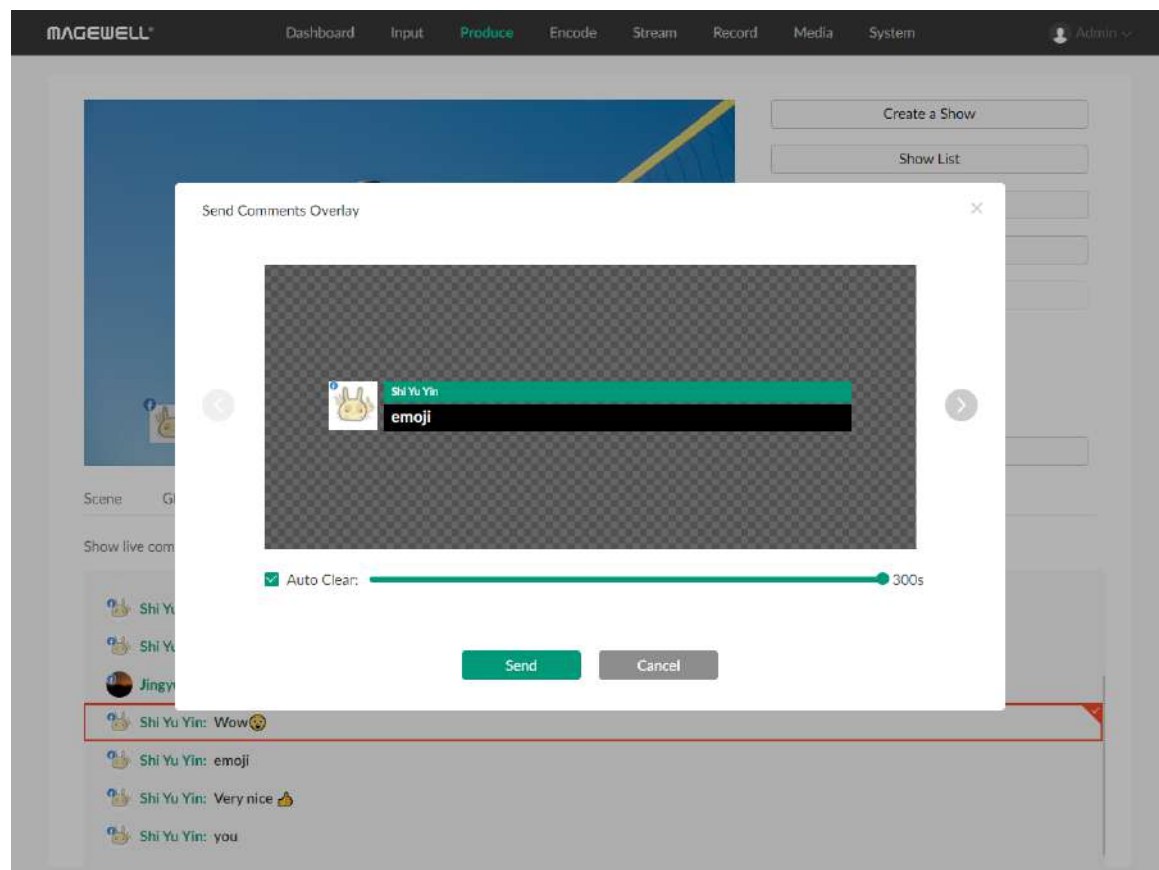 MAGEWELL
Dashboard Input Produce Encode Stream Record Media System Admin
Create a Show
Show List
Send Comments Overlay
Shi Yu Yin
emoji
Scene
Show live com
Auto Clear: 300s
Shi Yu
Shi Yu
Send Cancel
Jingy
Shi Yu Yin: Wow😮
Shi Yu Yin: emoji
Shi Yu Yin: Very nice 👍
Shi Yu Yin: you